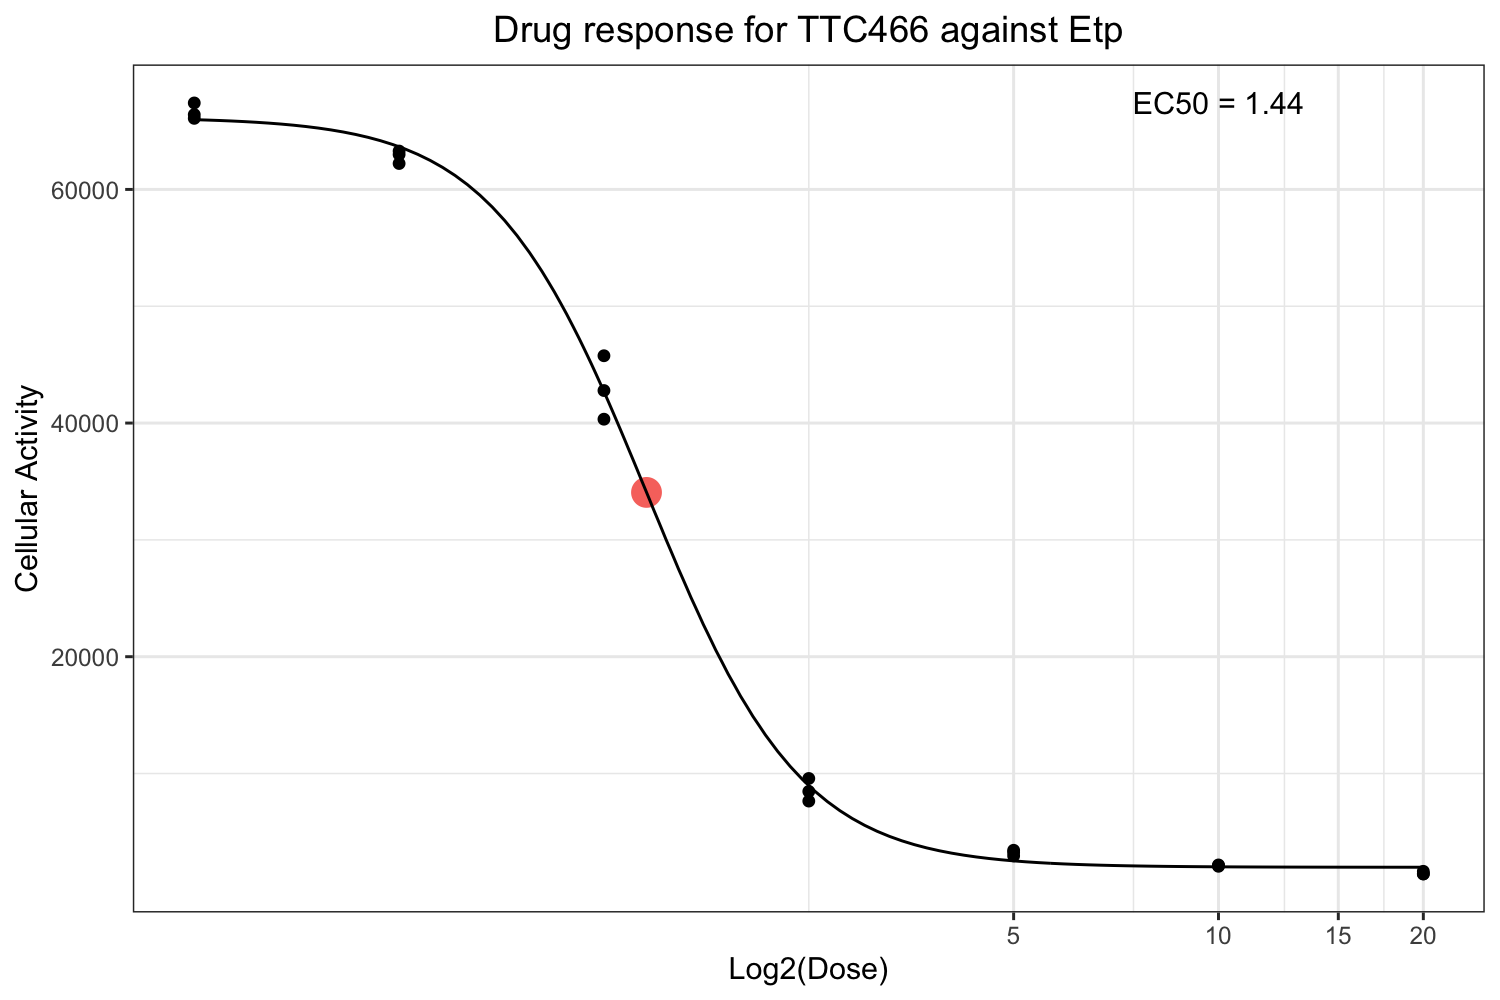 Drug response for TTC466 against Etp
EC50 = 1.44
60000
40000
20000
Cellular Activity
5 10 15 20
Log2(Dose)